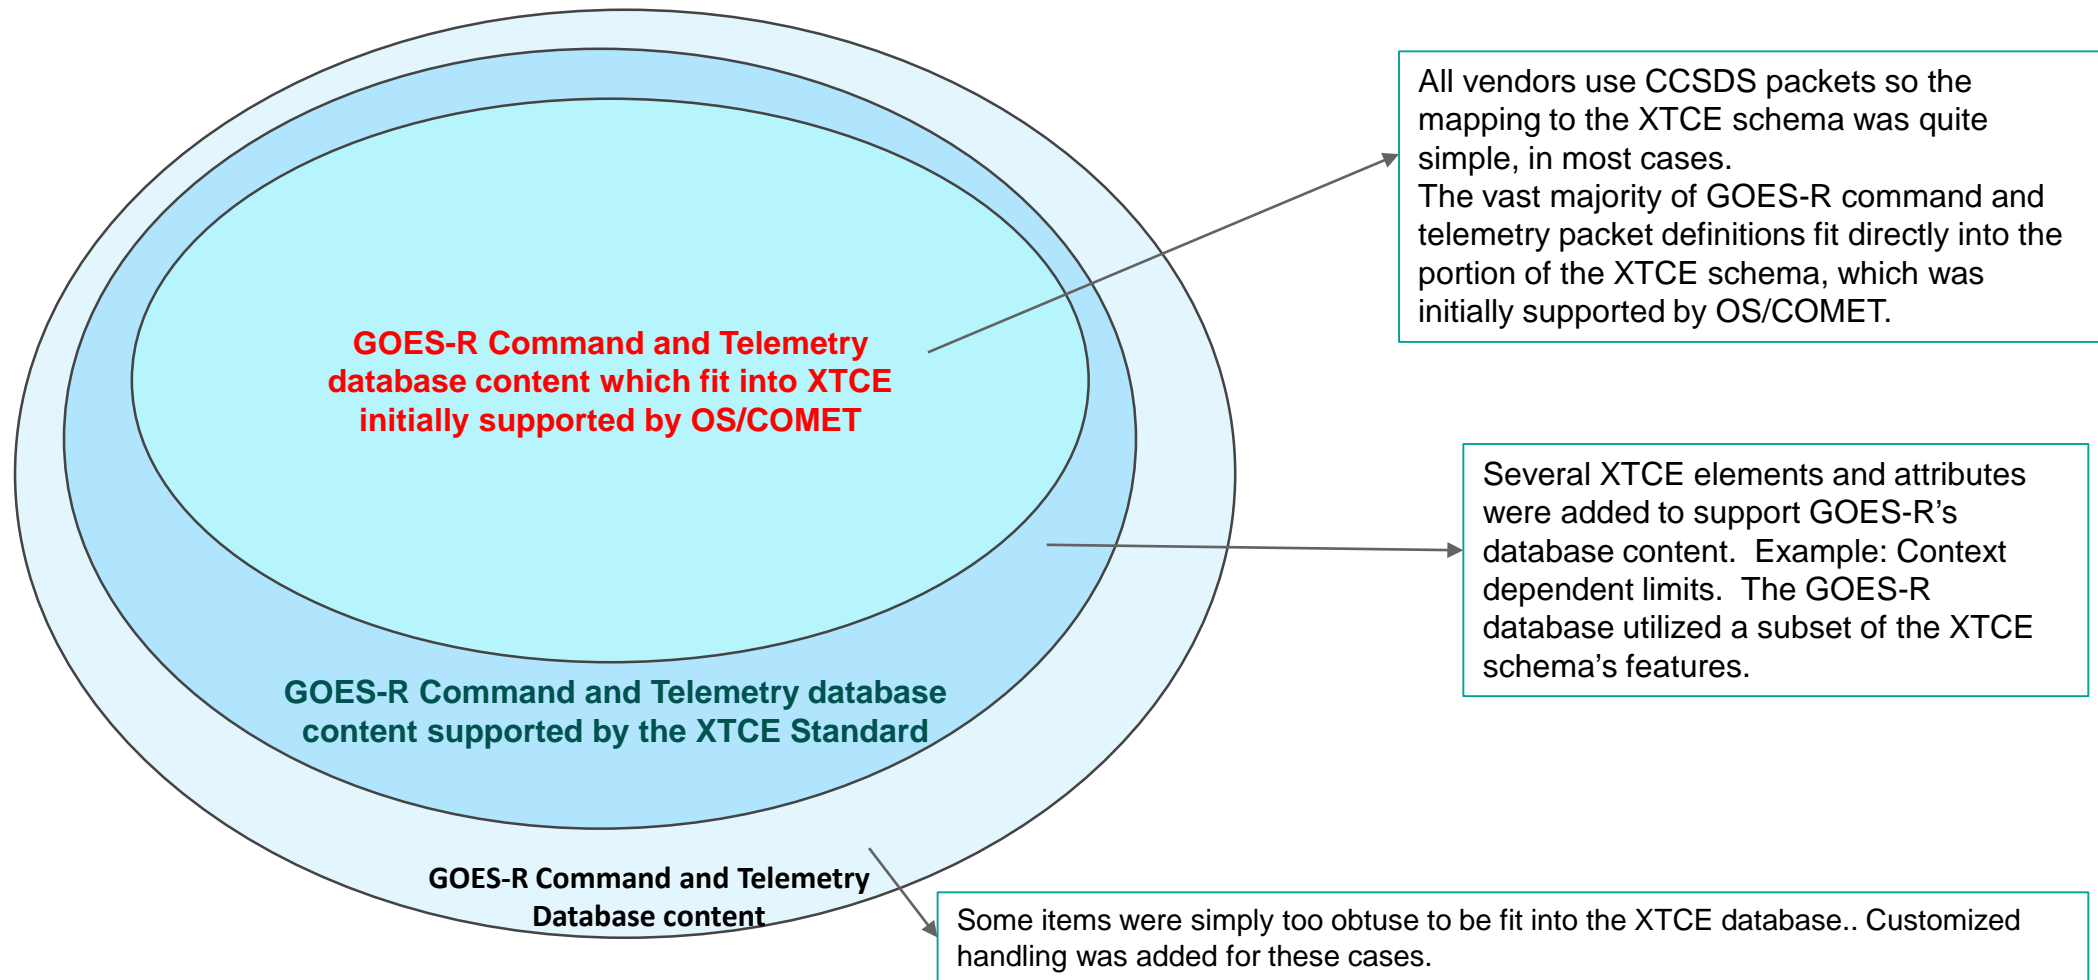 GOES-R Command and Telemetry
database content which fit into XTCE
initially supported by OS/COMET
GOES-R Command and Telemetry database
content supported by the XTCE Standard
GOES-R Command and Telemetry
Database content
All vendors use CCSDS packets so the
mapping to the XTCE schema was quite
simple, in most cases.
The vast majority of GOES-R command and
telemetry packet definitions fit directly into the
portion of the XTCE schema, which was
initially supported by OS/COMET.
Several XTCE elements and attributes
were added to support GOES-R’s
database content.  Example: Context
dependent limits.  The GOES-R
database utilized a subset of the XTCE
schema’s features.
Some items were simply too obtuse to be fit into the XTCE database.. Customized
handling was added for these cases.